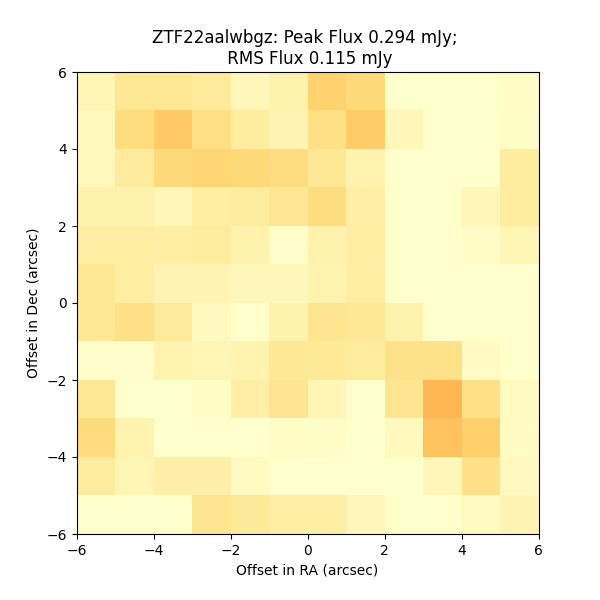 ZTF22aalwbgz: Peak Flux 0.294 mJy;
RMS Flux 0.115 mJy
6
4
2
0
−2
−4
−6
Offset in Dec (arcsec)
−6 −4 −2 0 2 4 6
Offset in RA (arcsec)